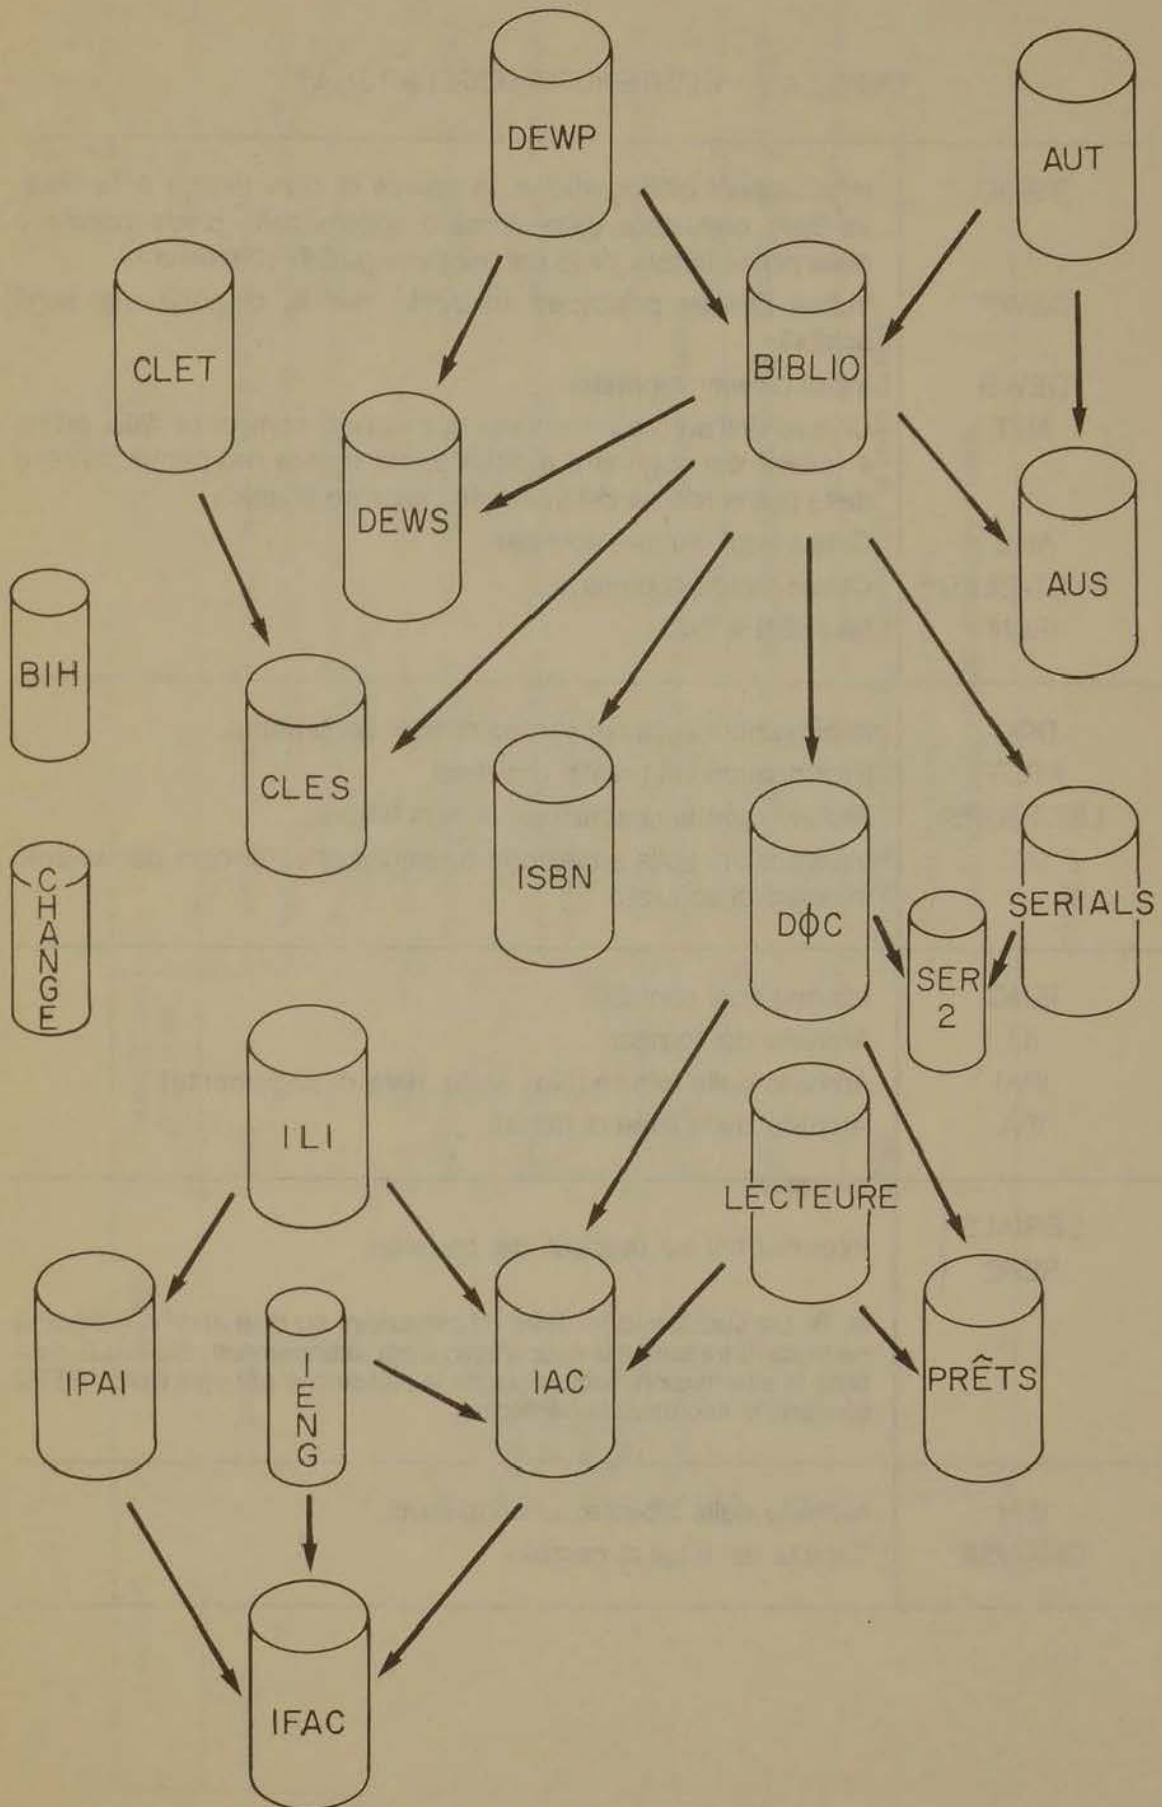 DEWP
AUT
CLET
BIBLIO
DEWS
AUS
BIH
CLES
ISBN
DΦC
SERIALS
CHANGE
SER
2
ILI
LECTEURE
IPAI
IENG
IAC
PRÊTS
IFAC